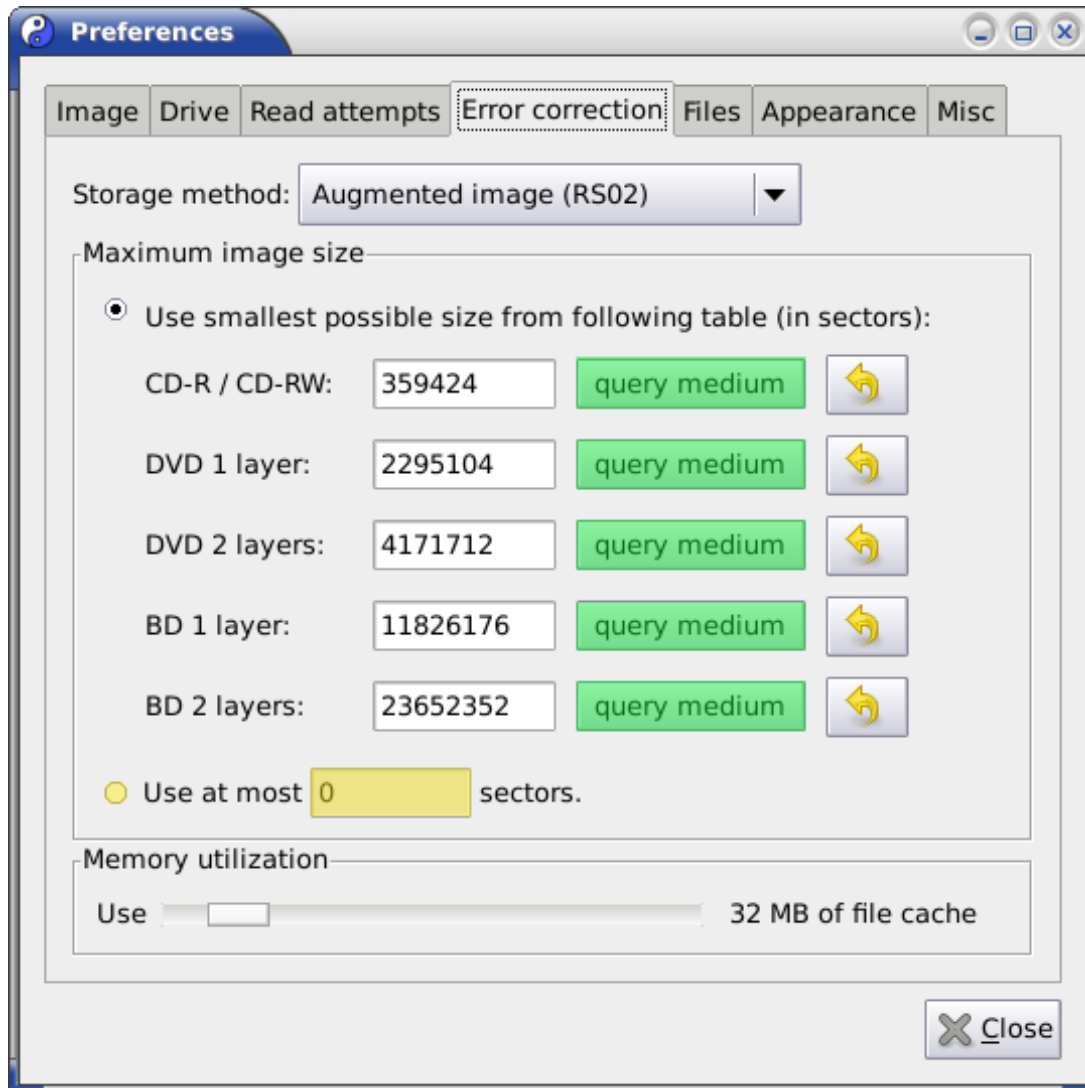 Preferences
Image Drive Read attempts Error correction Files Appearance Misc
Storage method: Augmented image (RS02)
Maximum image size
Use smallest possible size from following table (in sectors):
CD-R / CD-RW: 359424 query medium
DVD 1 layer: 2295104 query medium
DVD 2 layers: 4171712 query medium
BD 1 layer: 11826176 query medium
BD 2 layers: 23652352 query medium
Use at most 0 sectors.
Memory utilization
Use 32 MB of file cache
Close